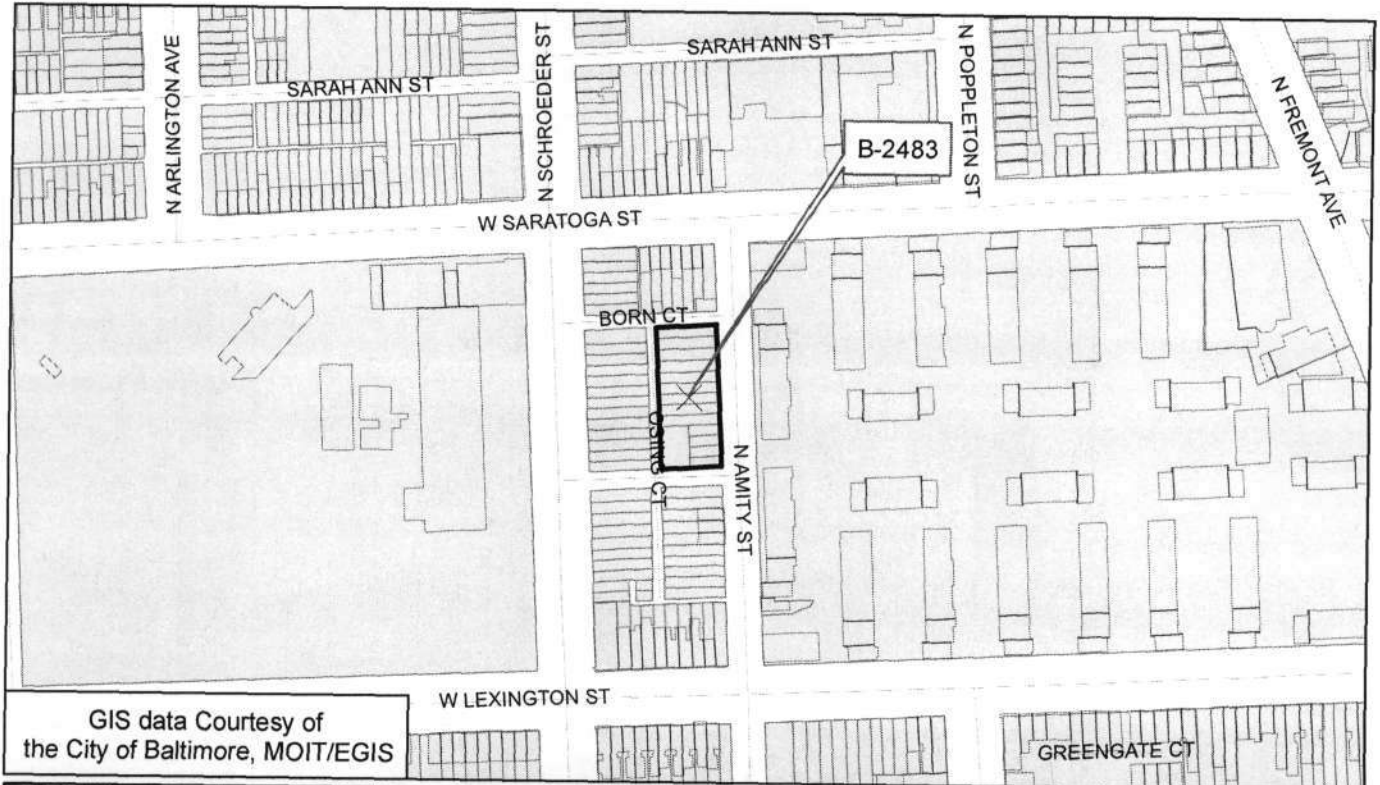 N ARLINGTON AVE
SARAH ANN ST
N SCHROEDER ST
SARAH ANN ST
N POPPLETON ST
N FREMONT AVE
B-2483
W SARATOGA ST
BORN CT
N AMITY ST
W LEXINGTON ST
GREENGATE CT
GIS data Courtesy of
the City of Baltimore, MOIT/EGIS